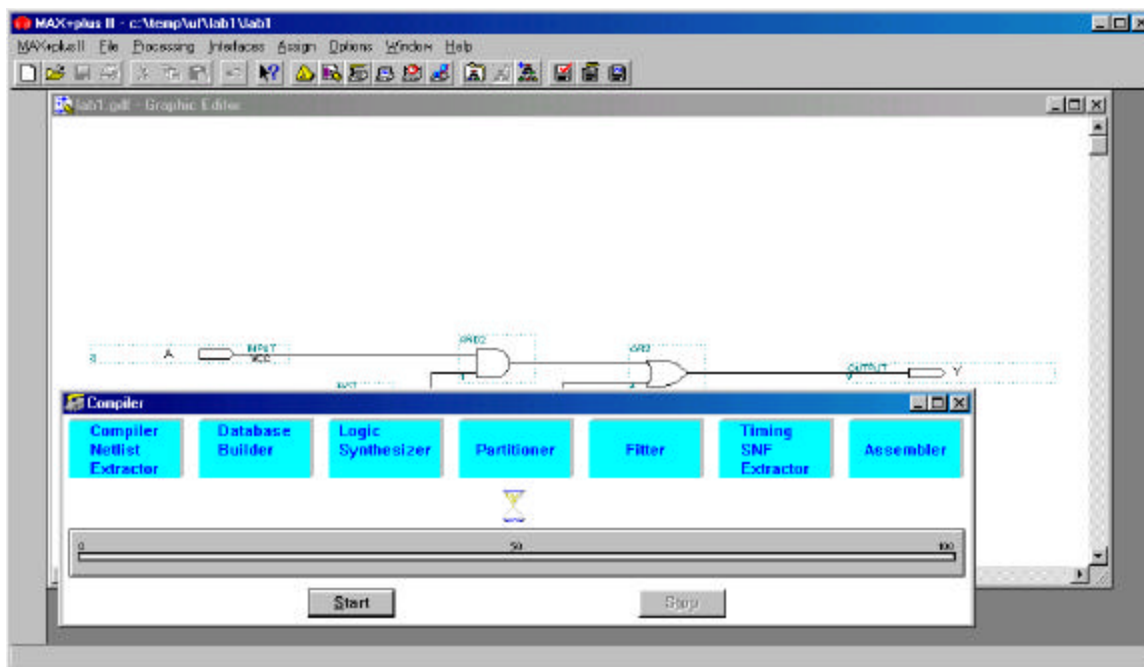 MAX+plus II - c:\temp\uf\lab1\lab1
MAX+plus II File Processing Interfaces Assign Options Window Help
lab1.gdf - Graphic Editor
A
INPUT
VCC
AND2
OR2
OUTPUT
Y
Compiler
Compiler
Netlist
Extractor
Database
Builder
Logic
Synthesizer
Partitioner
Fitter
Timing
SNF
Extractor
Assembler
0 50 100
Start Stop